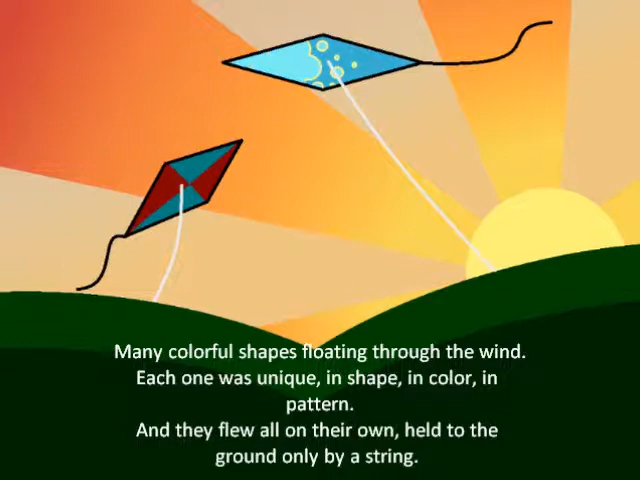 Many colorful shapes floating through the wind.
Each one was unique, in shape, in color, in
pattern.
And they flew all on their own, held to the
ground only by a string.